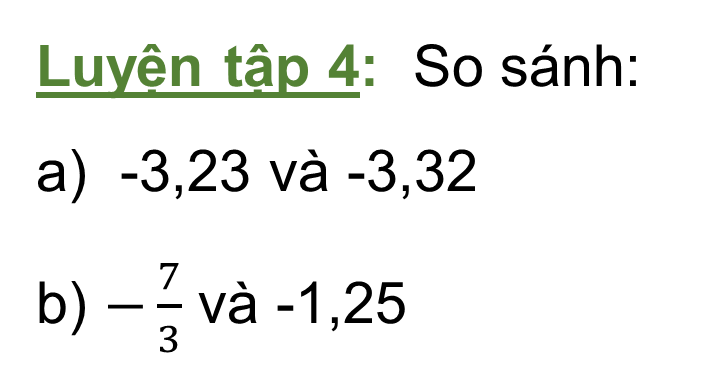 Luyện tập 4: So sánh:
a) -3,23 và -3,32
b) − 7/3 và -1,25